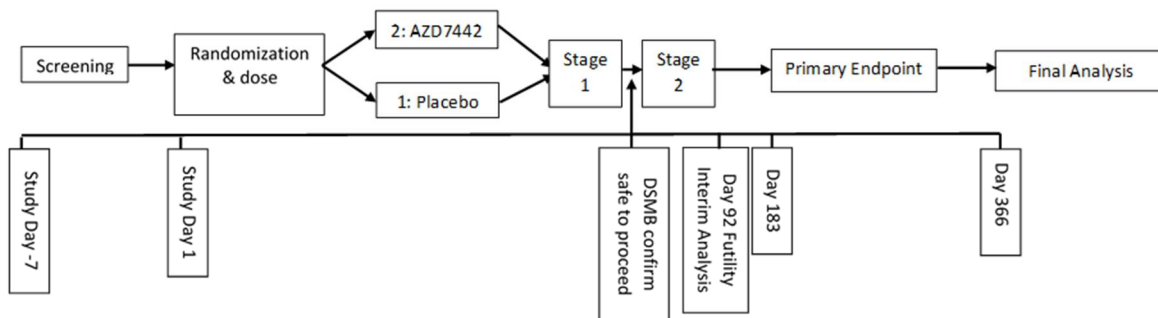 Screening
Randomization
& dose
2: AZD7442
1: Placebo
Stage
1
Stage
2
Primary Endpoint
Final Analysis
Study Day -7
Study Day 1
DSMB confirm
safe to proceed
Day 92 Futility
Interim Analysis
Day 183
Day 366